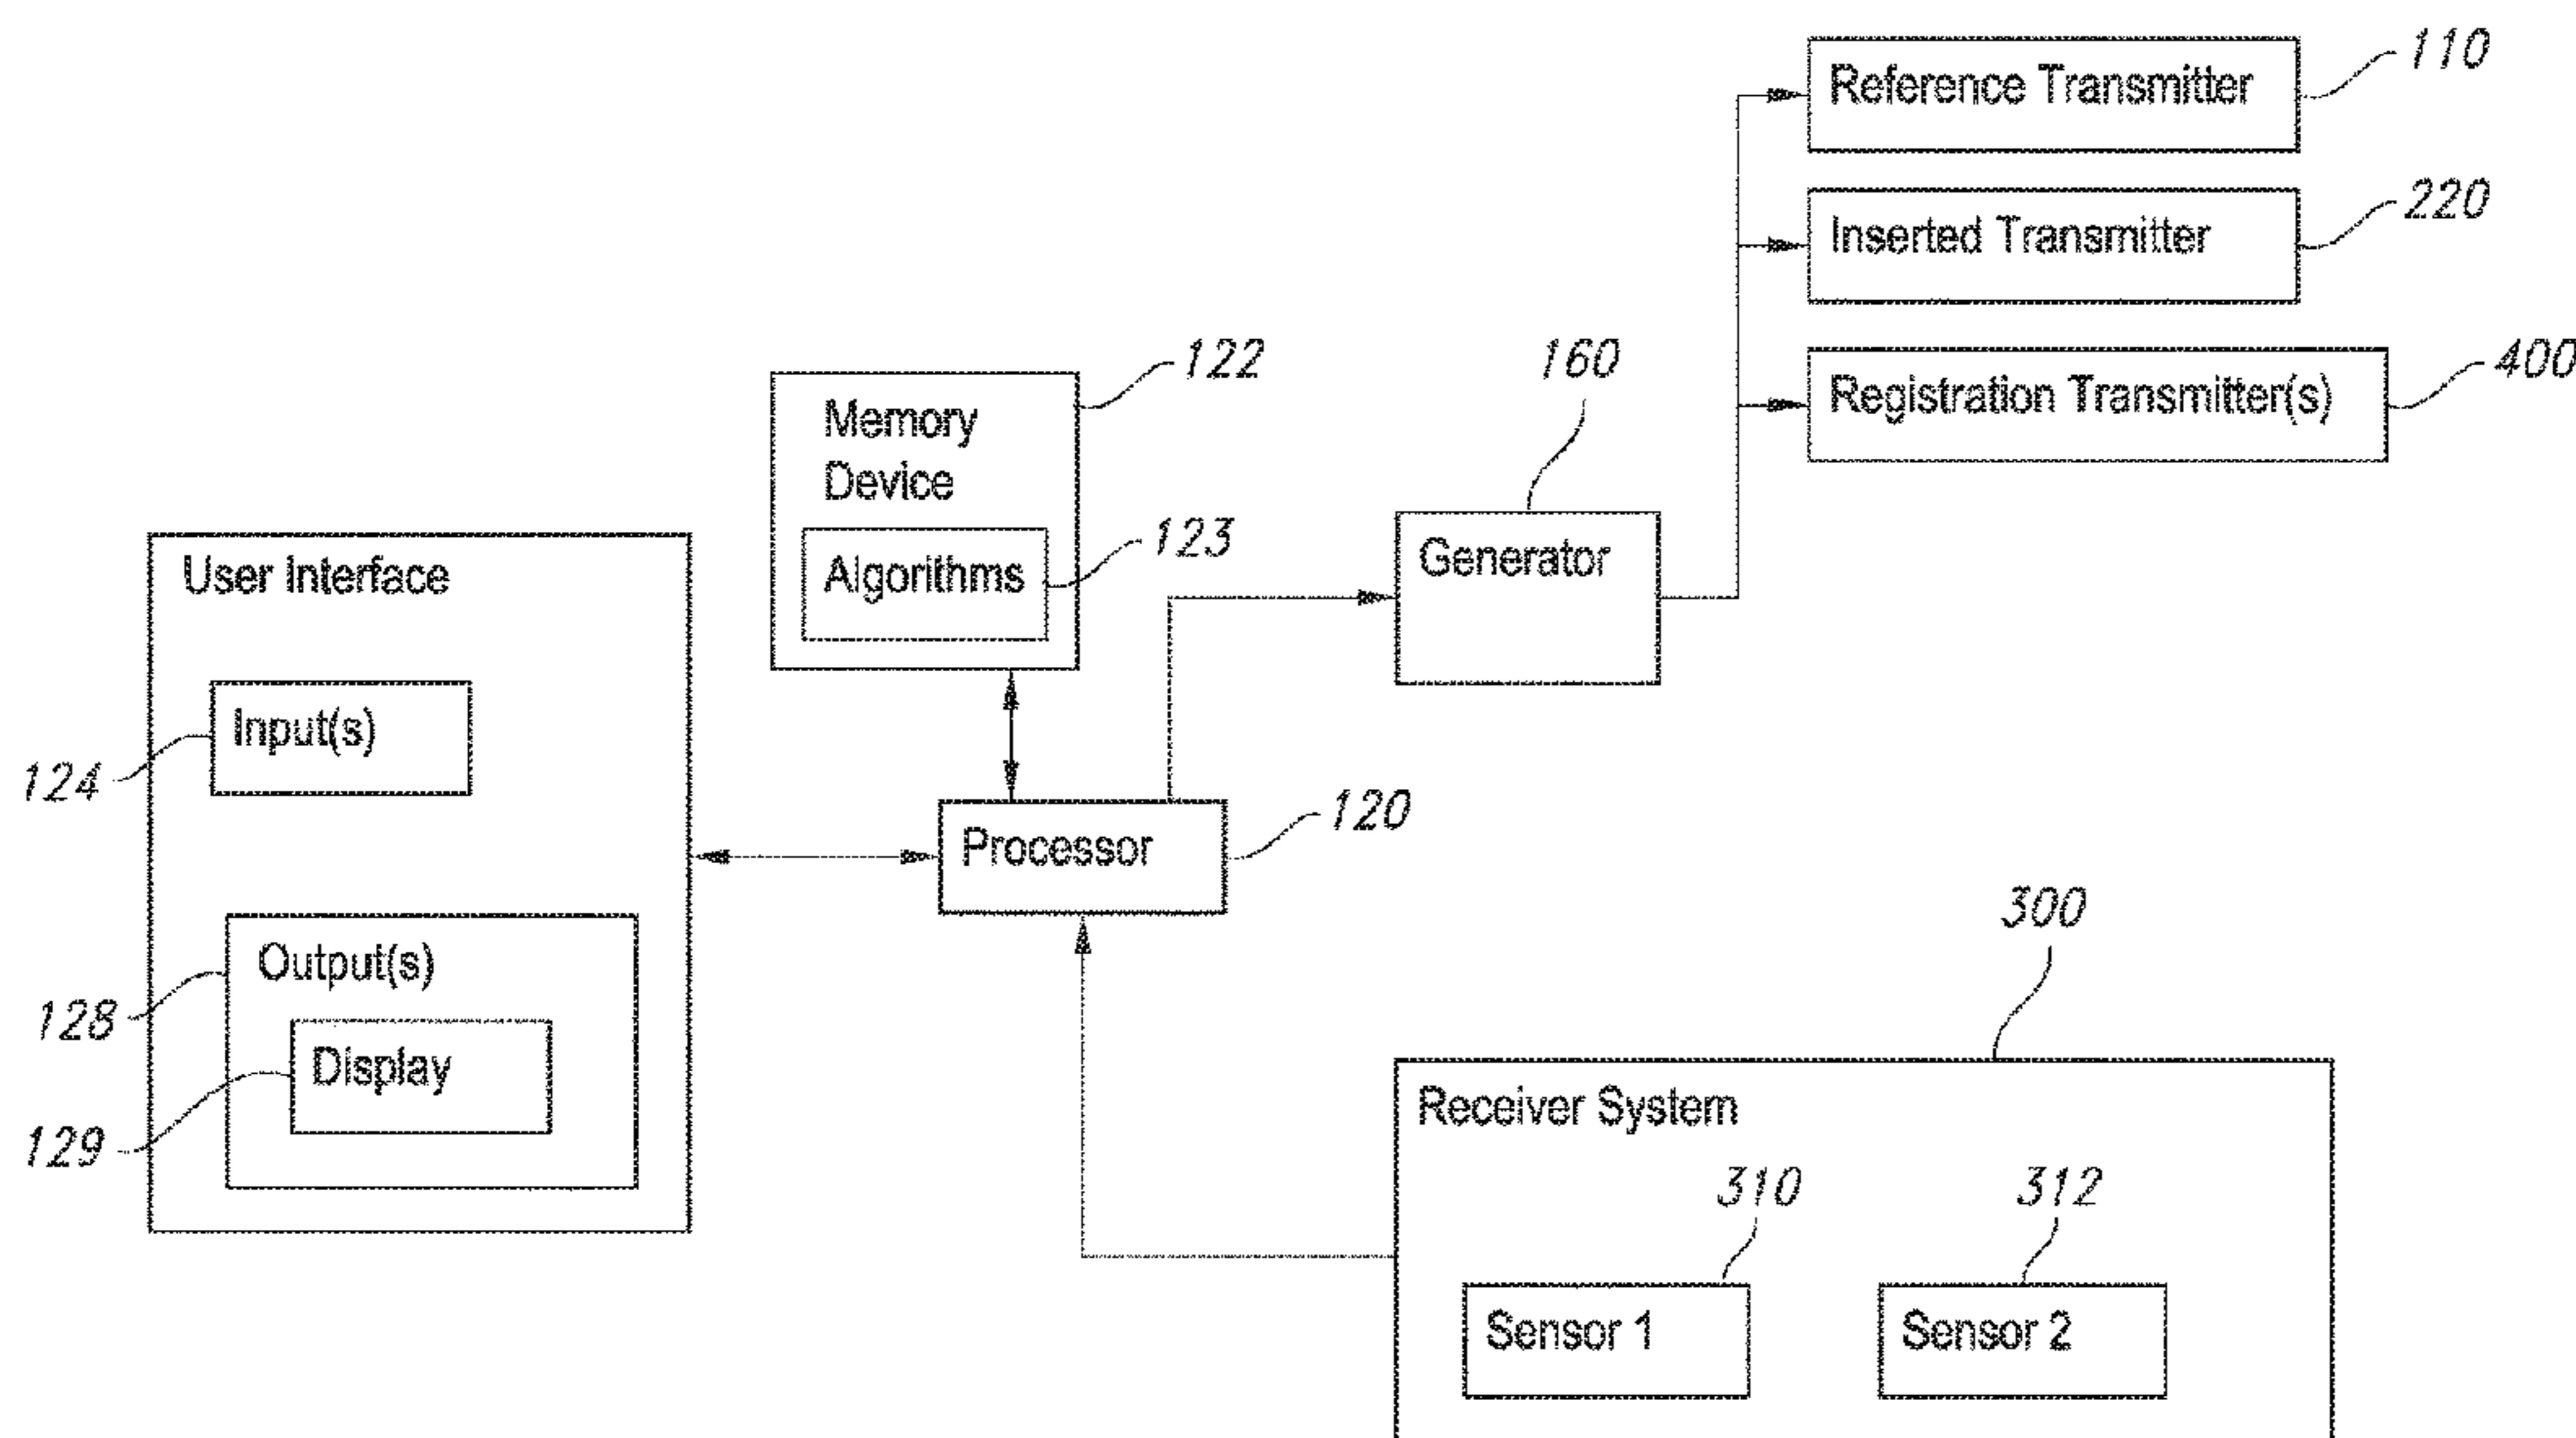 Reference Transmitter
110
Inserted Transmitter
220
Registration Transmitter(s)
400
Memory
Device
122
Algorithms
123
Generator
160
User Interface
Input(s)
124
Output(s)
128
Display
129
Processor
120
Receiver System
300
Sensor 1
310
Sensor 2
312